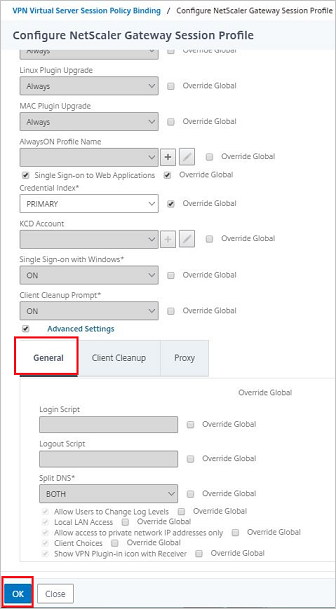 VPN Virtual Server Session Policy Binding / Configure NetScaler Gateway Session Profile
Configure NetScaler Gateway Session Profile
Always Override Global
Linux Plugin Upgrade
Always Override Global
MAC Plugin Upgrade
Always Override Global
AlwaysON Profile Name
+ Override Global
Single Sign-on to Web Applications Override Global
Credential Index*
PRIMARY Override Global
KCD Account
+ Override Global
Single Sign-on with Windows*
ON Override Global
Client Cleanup Prompt*
ON Override Global
Advanced Settings
General Client Cleanup Proxy
Override Global
Login Script
Override Global
Logout Script
Override Global
Split DNS*
BOTH Override Global
Allow Users to Change Log Levels Override Global
Local LAN Access Override Global
Allow access to private network IP addresses only Override Global
Client Choices Override Global
Show VPN Plugin-in icon with Receiver Override Global
OK Close